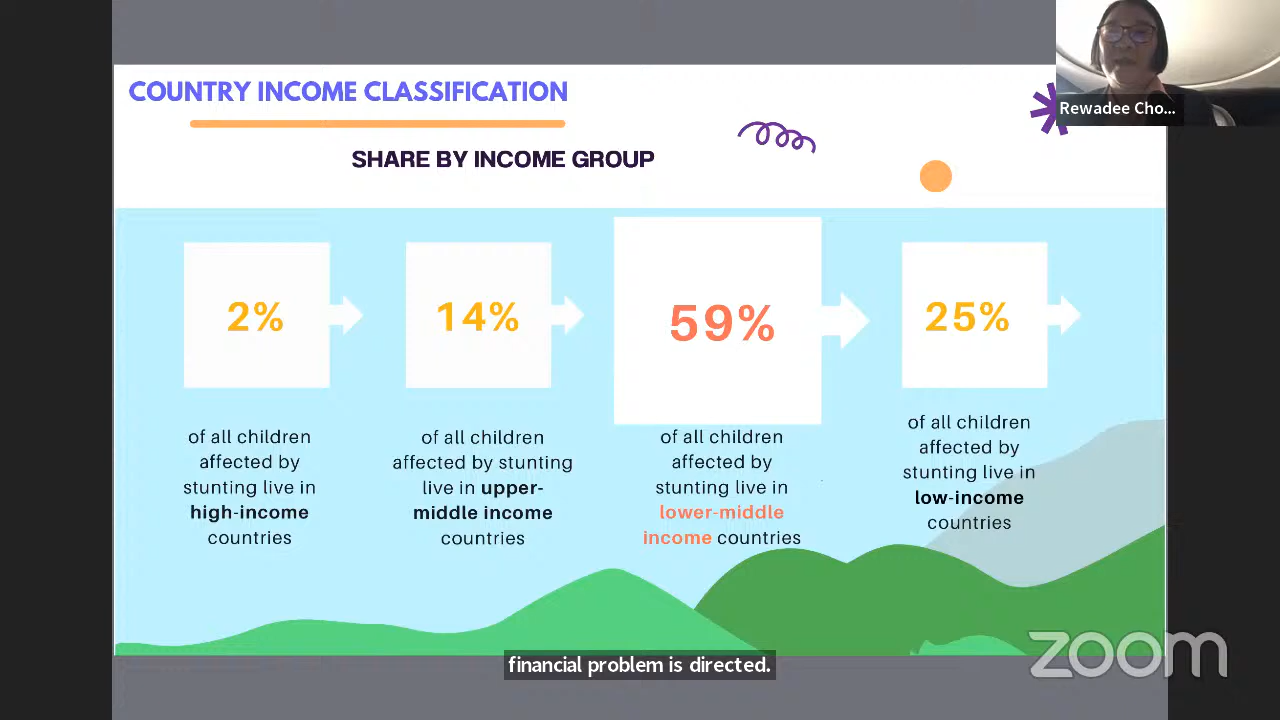 COUNTRY INCOME CLASSIFICATION
SHARE BY INCOME GROUP
Rewadee Cho...
2%
of all children
affected by
stunting live in
high-income
countries
14%
of all children
affected by stunting
live in upper-
middle income
countries
59%
of all children
affected by
stunting live in
lower-middle
income countries
25%
of all children
affected by
stunting live in
low-income
countries
financial problem is directed.
zoom